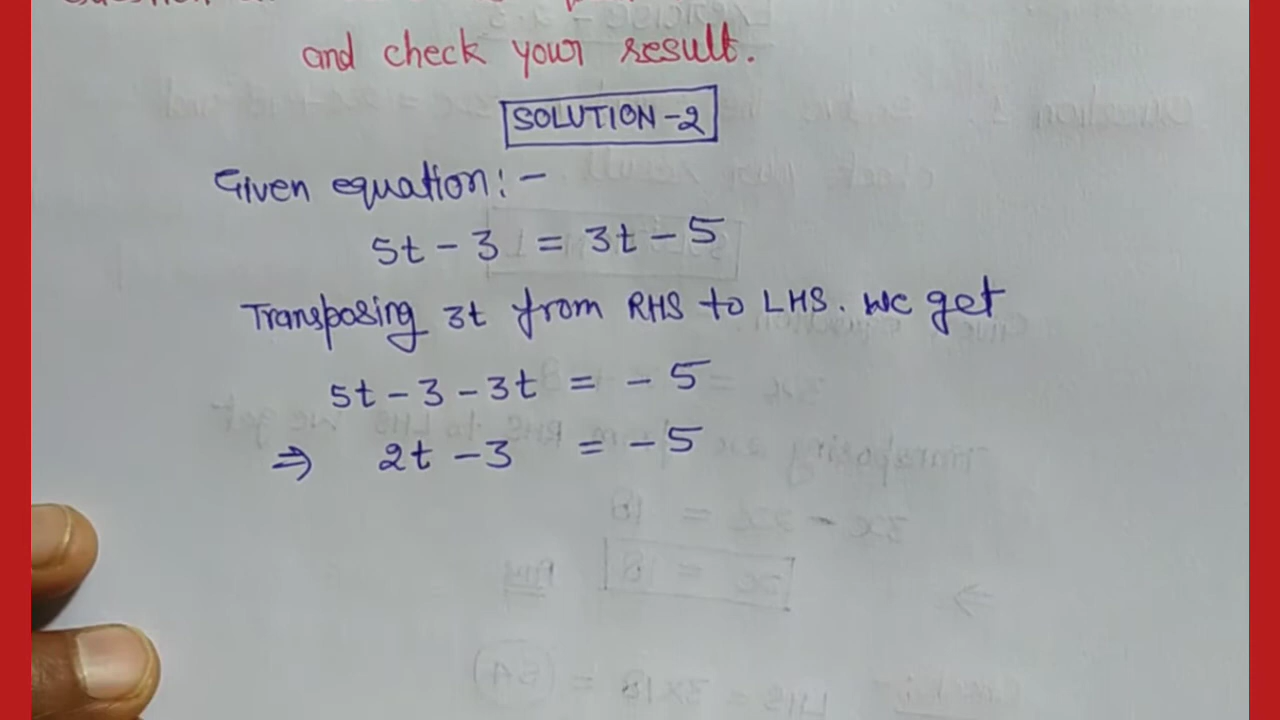 and check your result.
SOLUTION-2
Given equation:-
5t - 3 = 3t - 5
Transposing 3t from RHS to LHS. We get
5t - 3 - 3t = - 5
⇒ 2t - 3 = - 5